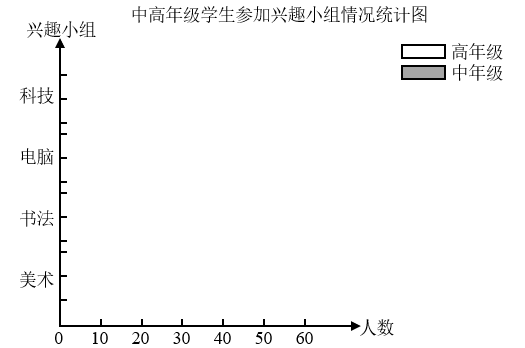 中高年级学生参加兴趣小组情况统计图
兴趣小组
高年级
中年级
科技
电脑
书法
美术
0 10 20 30 40 50 60 人数